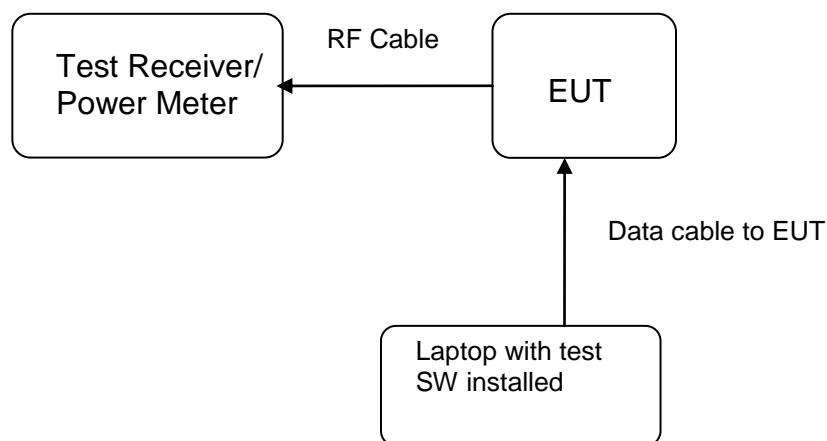 RF Cable
Test Receiver/
Power Meter
EUT
Data cable to EUT
Laptop with test
SW installed